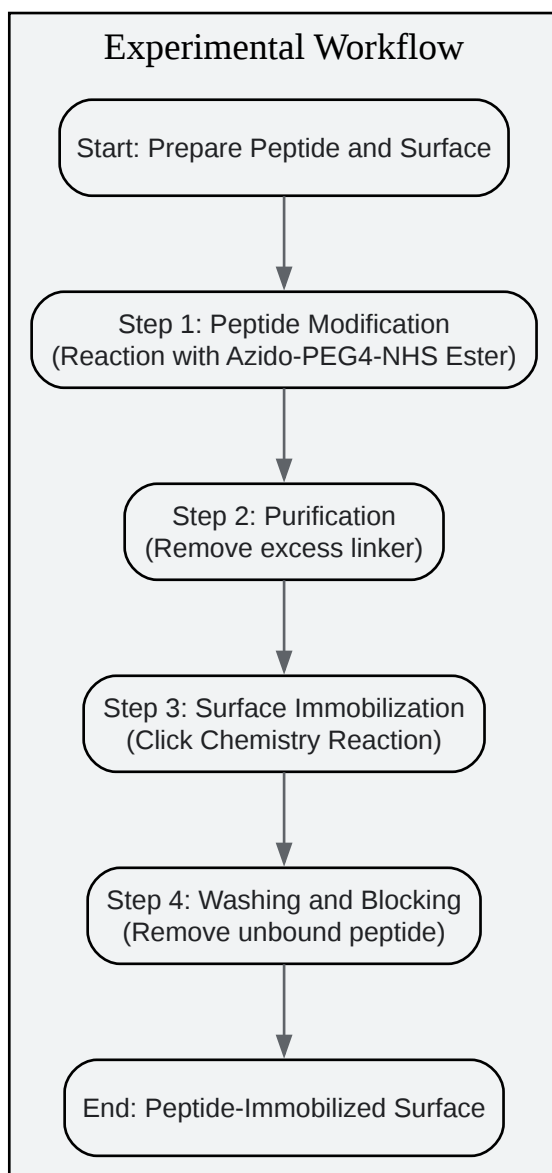 Experimental Workflow
Start: Prepare Peptide and Surface
Step 1: Peptide Modification
(Reaction with Azido-PEG4-NHS Ester)
Step 2: Purification
(Remove excess linker)
Step 3: Surface Immobilization
(Click Chemistry Reaction)
Step 4: Washing and Blocking
(Remove unbound peptide)
End: Peptide-Immobilized Surface